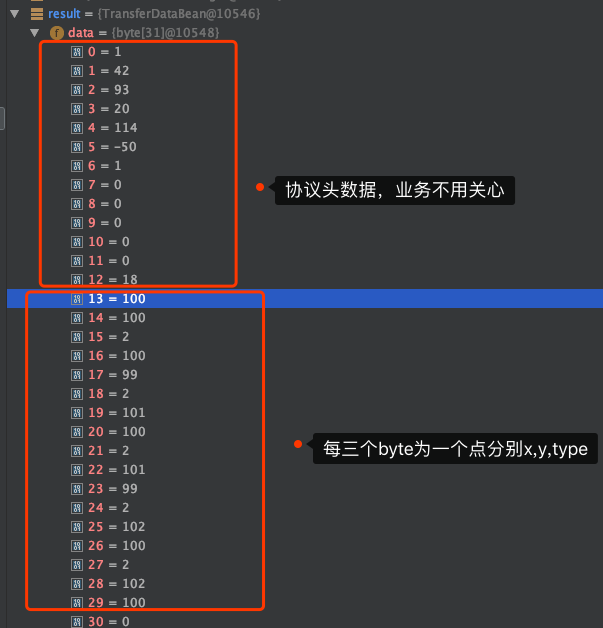 result = {TransferDataBean@10546}
f data = {byte[31]@10548}
0 = 1
1 = 42
2 = 93
3 = 20
4 = 114
5 = -50
6 = 1
7 = 0
8 = 0
9 = 0
10 = 0
11 = 0
12 = 18
协议头数据，业务不用关心
13 = 100
14 = 100
15 = 2
16 = 100
17 = 99
18 = 2
19 = 101
20 = 100
21 = 2
22 = 101
23 = 99
24 = 2
25 = 102
26 = 100
27 = 2
28 = 102
29 = 100
30 = 0
每三个byte为一个点分别x,y,type